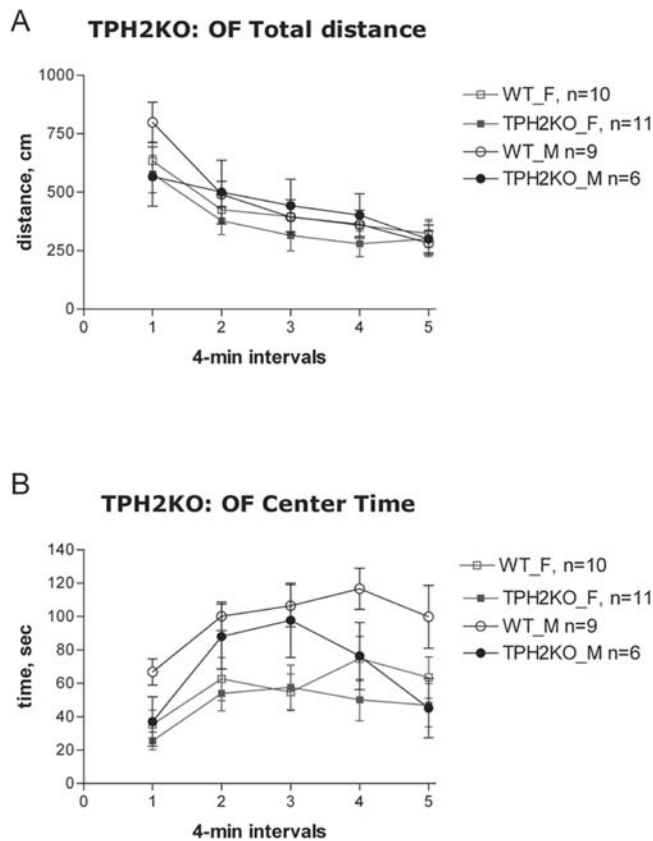 A
TPH2KO: OF Total distance
1000
750
500
250
0
distance, cm
0 1 2 3 4 5
4-min intervals
WT_F, n=10
TPH2KO_F, n=11
WT_M n=9
TPH2KO_M n=6
B
TPH2KO: OF Center Time
140
120
100
80
60
40
20
0
time, sec
0 1 2 3 4 5
4-min intervals
WT_F, n=10
TPH2KO_F, n=11
WT_M n=9
TPH2KO_M n=6